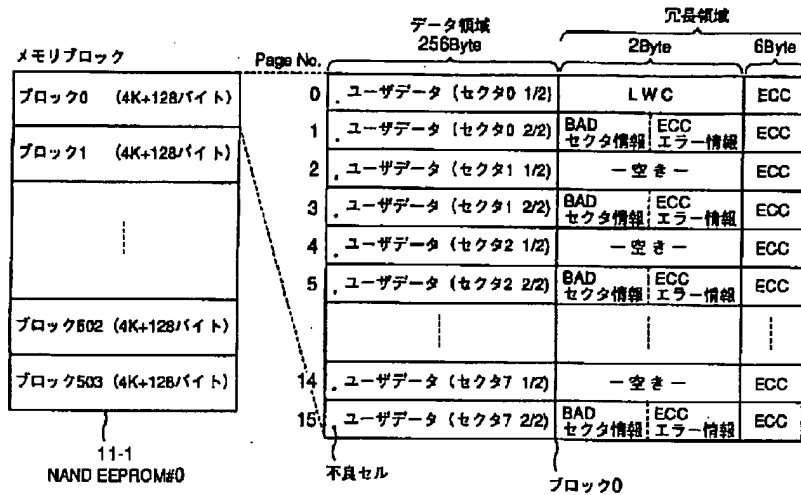 データ領域
256Byte
冗長領域
2Byte
6Byte
メモリブロック
Page No.
ブロック0 (4K+128バイト)
ブロック1 (4K+128バイト)
ブロック502 (4K+128バイト)
ブロック503 (4K+128バイト)
11-1
NAND EEPROM#0
0 ユーザデータ (セクタ0 1/2) LWC ECC
1 ユーザデータ (セクタ0 2/2) BAD セクタ情報 ECC エラー情報 ECC
2 ユーザデータ (セクタ1 1/2) －空き－ ECC
3 ユーザデータ (セクタ1 2/2) BAD セクタ情報 ECC エラー情報 ECC
4 ユーザデータ (セクタ2 1/2) －空き－ ECC
5 ユーザデータ (セクタ2 2/2) BAD セクタ情報 ECC エラー情報 ECC
14 ユーザデータ (セクタ7 1/2) －空き－ ECC
15 ユーザデータ (セクタ7 2/2) BAD セクタ情報 ECC エラー情報 ECC
不良セル
ブロック0